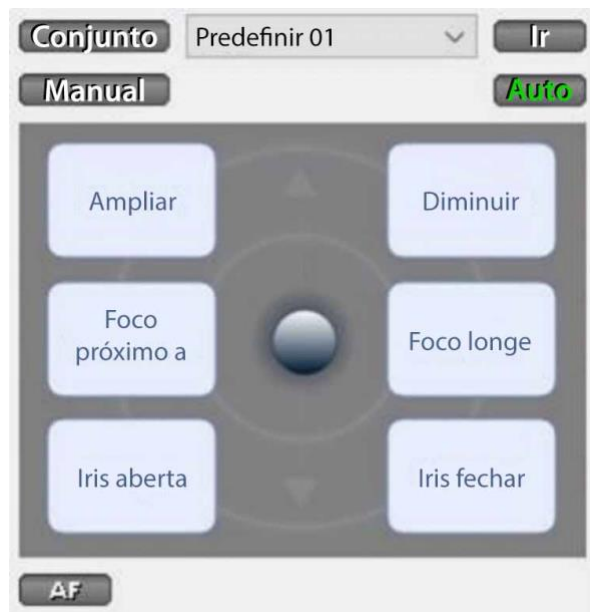 Conjunto Predefinir 01 Ir
Manual Auto
Ampliar Diminuir
Foco
próximo a
Foco longe
Iris aberta Iris fechar
AF